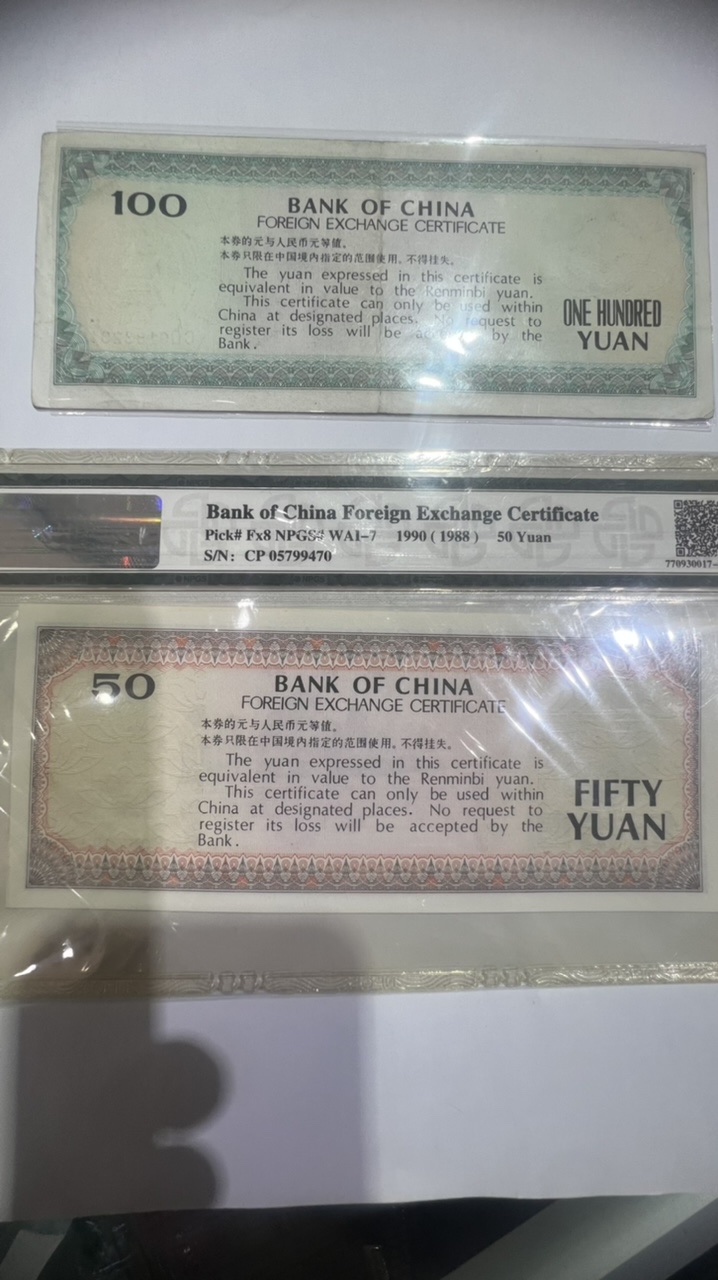 100
BANK OF CHINA
FOREIGN EXCHANGE CERTIFICATE
本券的元与人民币元等值。
本券只限在中国境内指定的范围使用。不得挂失。
The yuan expressed in this certificate is
equivalent in value to the Renminbi yuan.
This certificate can only be used within
China at designated places. No request to
register its loss will be by the
Bank.
ONE HUNDRED
YUAN
Bank of China Foreign Exchange Certificate
Pick# Fx8 NPGS# WA1-7 1990 ( 1988 ) 50 Yuan
S/N: CP 05799470
770930017-
50
BANK OF CHINA
FOREIGN EXCHANGE CERTIFICATE
本券的元与人民币元等值。
本券只限在中国境内指定的范围使用。不得挂失。
The yuan expressed in this certificate is
equivalent in value to the Renminbi yuan.
This certificate can only be used within
China at designated places. No request to
register its loss will be accepted by the
Bank.
FIFTY
YUAN